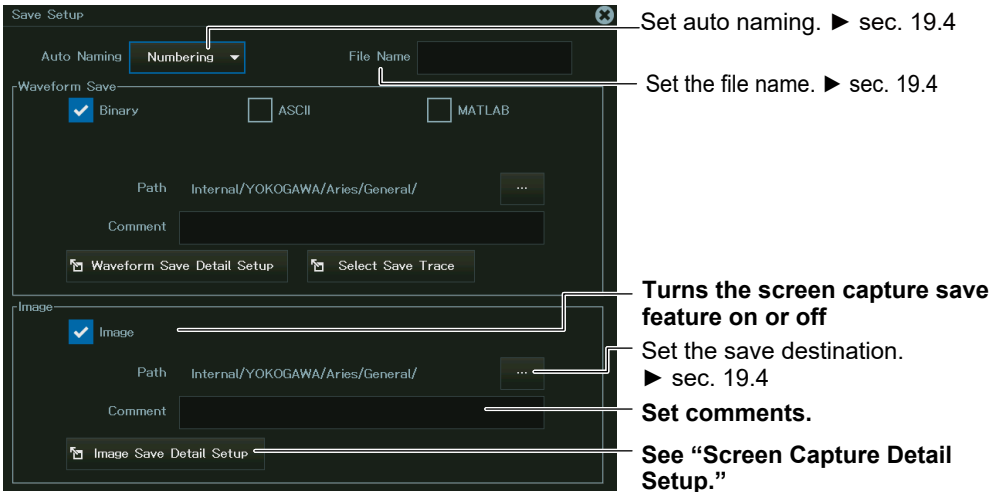 Save Setup
Set auto naming. ► sec. 19.4
Auto Naming Numbering File Name
Set the file name. ► sec. 19.4
Waveform Save
Binary ASCII MATLAB
Path Internal/YOKOGAWA/Aries/General/ ...
Comment
Waveform Save Detail Setup Select Save Trace
Turns the screen capture save
feature on or off
Image
Image
Set the save destination.
► sec. 19.4
Path Internal/YOKOGAWA/Aries/General/ ...
Comment
Set comments.
Image Save Detail Setup
See “Screen Capture Detail
Setup.”